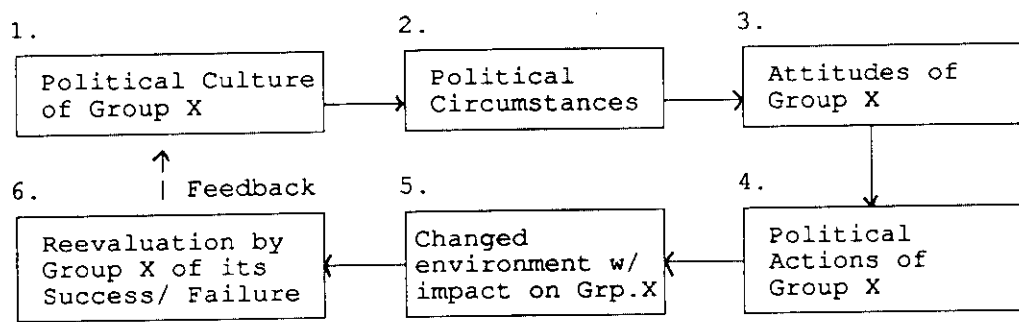 1.
Political Culture
of Group X
2.
Political
Circumstances
3.
Attitudes of
Group X
4.
Political
Actions of
Group X
5.
Changed
environment w/
impact on Grp.X
6.
Reevaluation by
Group X of its
Success/ Failure
Feedback